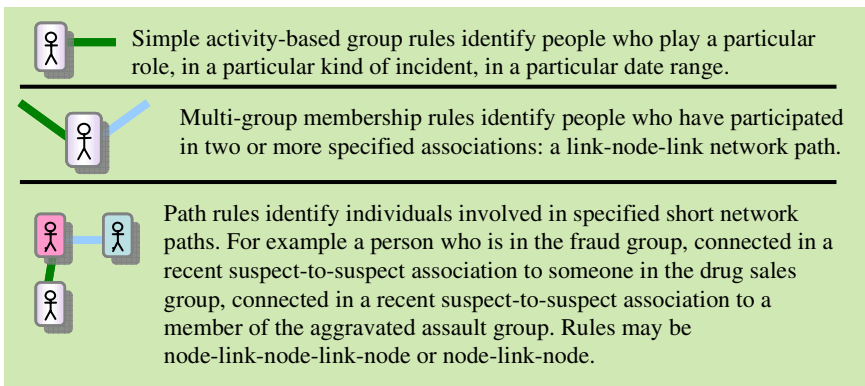 Simple activity-based group rules identify people who play a particular
role, in a particular kind of incident, in a particular date range.
Multi-group membership rules identify people who have participated
in two or more specified associations: a link-node-link network path.
Path rules identify individuals involved in specified short network
paths. For example a person who is in the fraud group, connected in a
recent suspect-to-suspect association to someone in the drug sales
group, connected in a recent suspect-to-suspect association to a
member of the aggravated assault group. Rules may be
node-link-node-link-node or node-link-node.